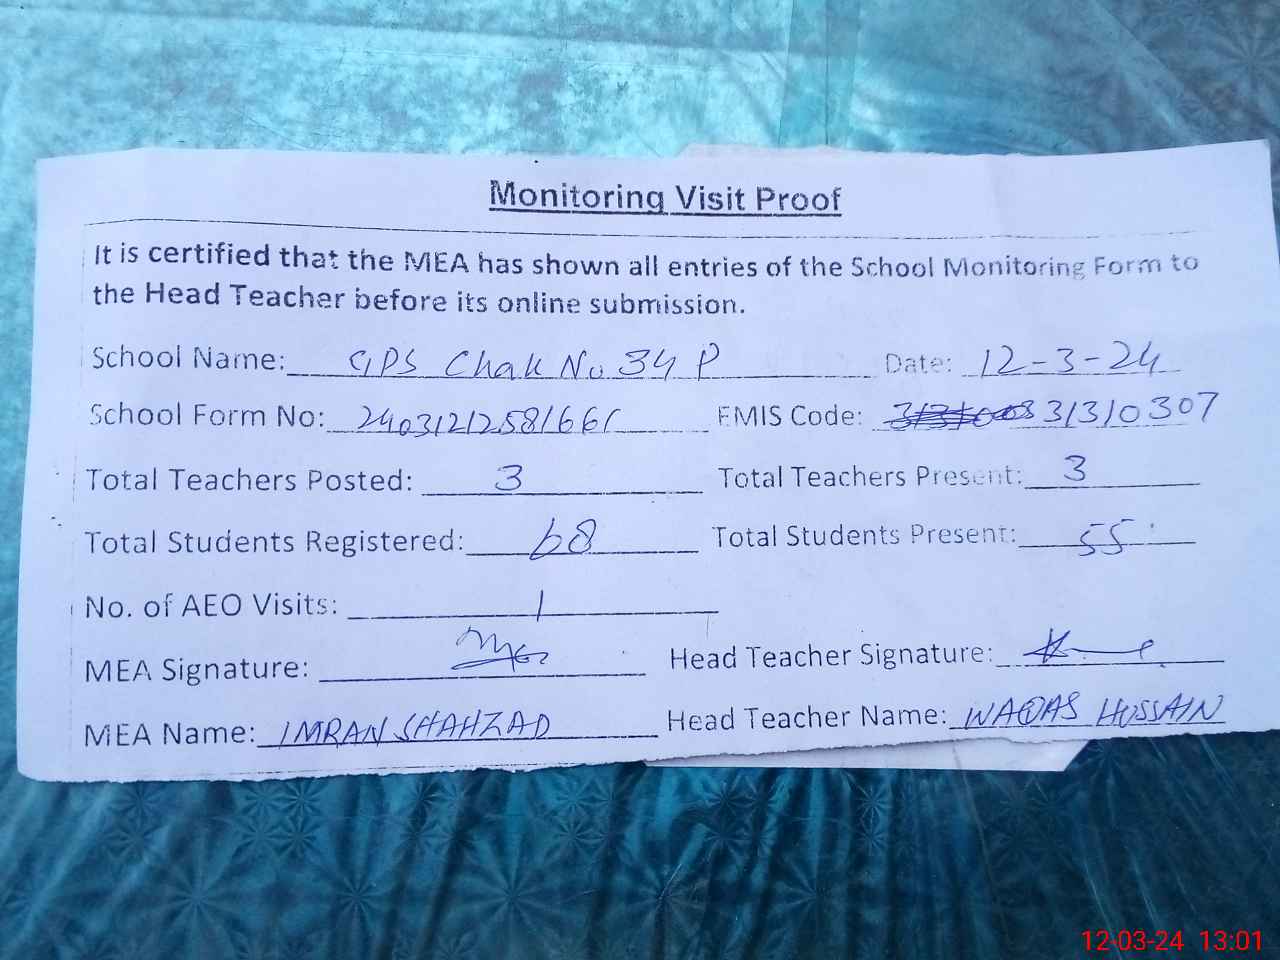 Monitoring Visit Proof
It is certified that the MEA has shown all entries of the School Monitoring Form to
the Head Teacher before its online submission.
School Name: GPS Chak No 34 P Date: 12-3-24
School Form No: EMIS Code: 31310307
Total Teachers Posted: 3 Total Teachers Present: 3
Total Students Registered: 68 Total Students Present: 55
No. of AEO Visits: 1
MEA Signature: Head Teacher Signature:
MEA Name: IMRAN SHAHZAD Head Teacher Name: WAQAS HUSSAIN
12-03-24 13:01